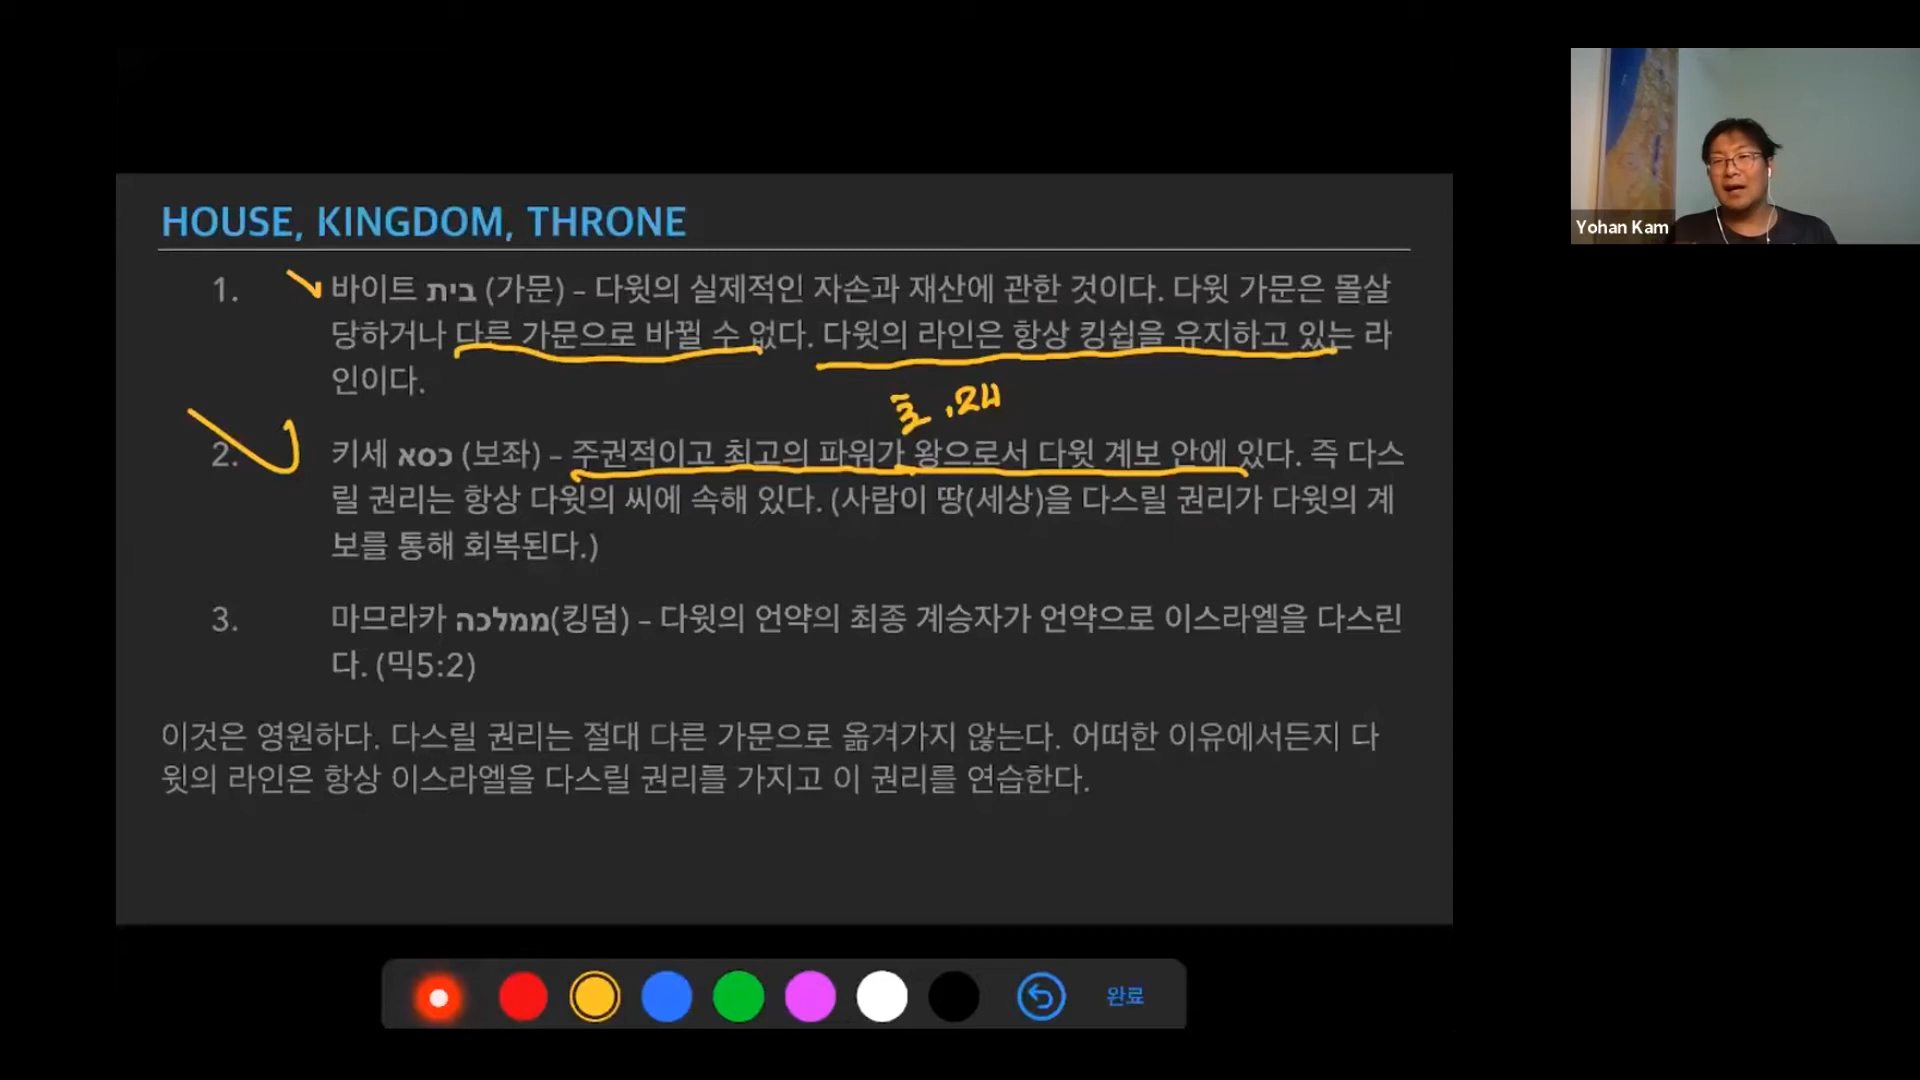 HOUSE, KINGDOM, THRONE
1. 바이트 בית (가문) – 다윗의 실제적인 자손과 재산에 관한 것이다. 다윗 가문은 몰살
당하거나 다른 가문으로 바뀔 수 없다. 다윗의 라인은 항상 킹쉽을 유지하고 있는 라
인이다.
2. 키세 כסא (보좌) – 주권적이고 최고의 파워가 왕으로서 다윗 계보 안에 있다. 즉 다스
릴 권리는 항상 다윗의 씨에 속해 있다. (사람이 땅(세상)을 다스릴 권리가 다윗의 계
보를 통해 회복된다.)
3. 마므라카 ממלכה(킹덤) – 다윗의 언약의 최종 계승자가 언약으로 이스라엘을 다스린
다. (믹5:2)
이것은 영원하다. 다스릴 권리는 절대 다른 가문으로 옮겨가지 않는다. 어떠한 이유에서든지 다
윗의 라인은 항상 이스라엘을 다스릴 권리를 가지고 이 권리를 연습한다.
완료
Yohan Kam